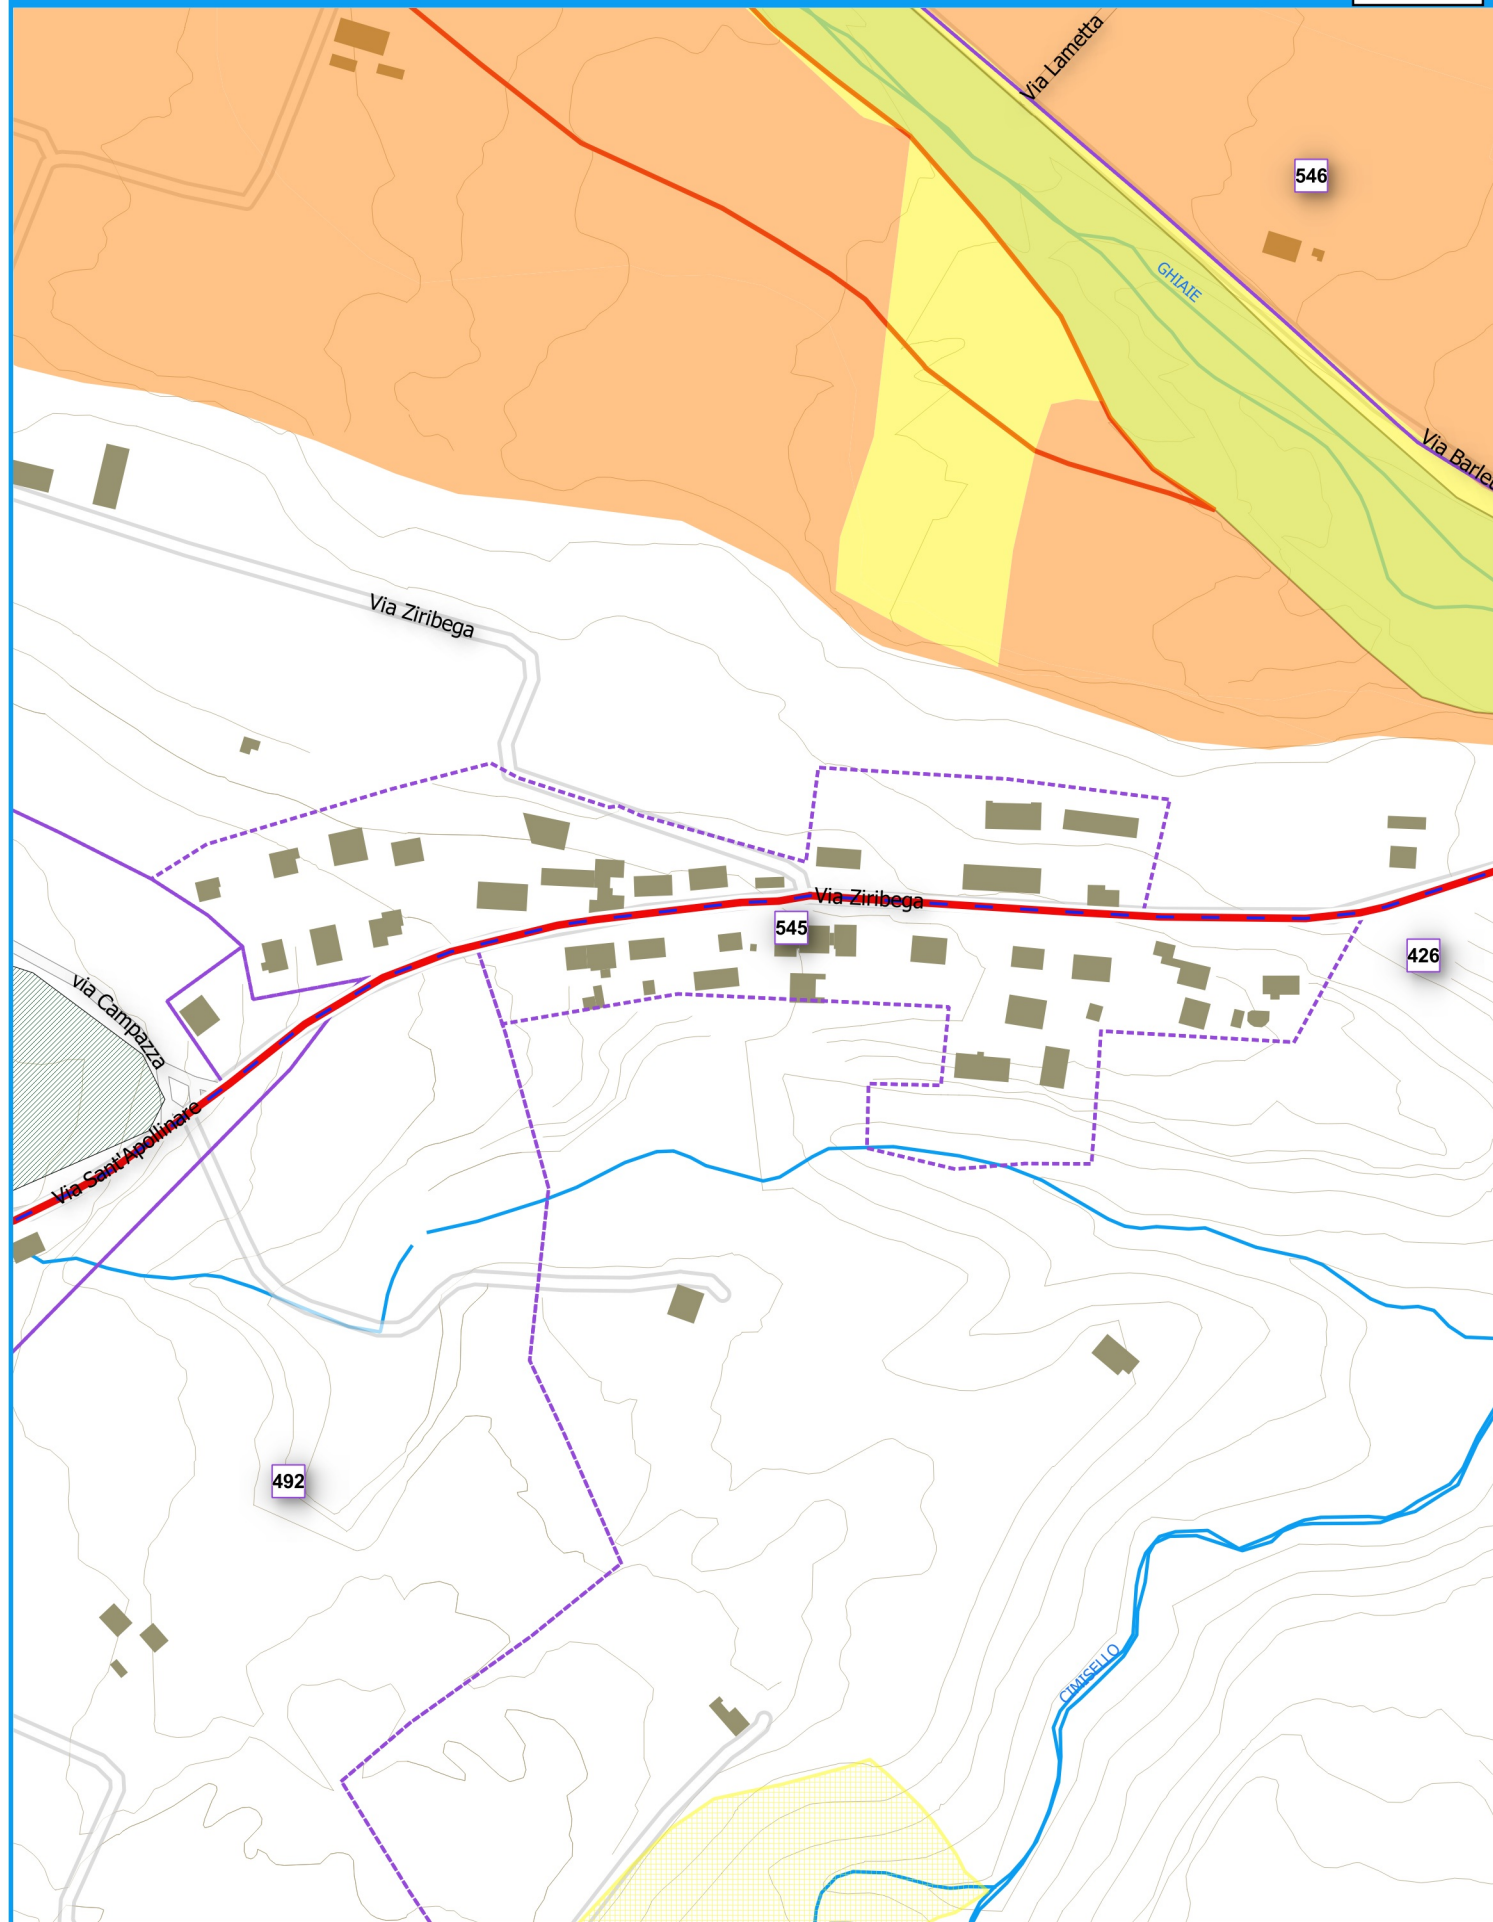 Via Lametta
546
GHIAIE
Via Barle
Via Ziribega
Via Ziribega
545
426
via Campazza
Via Sant'Apollinare
492
CIMISELLO